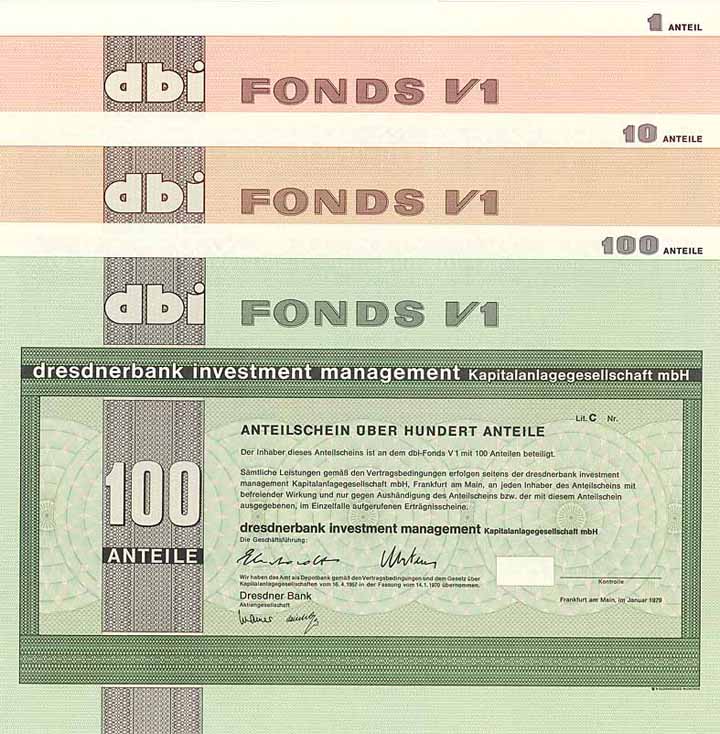 1 ANTEIL
dbi FONDS V1
10 ANTEILE
dbi FONDS V1
100 ANTEILE
dbi FONDS V1
dresdnerbank investment management Kapitalanlagegesellschaft mbH
Lit. C Nr.
ANTEILSCHEIN ÜBER HUNDERT ANTEILE
Der Inhaber dieses Anteilscheins ist an dem dbi-Fonds V 1 mit 100 Anteilen beteiligt.
Sämtliche Leistungen gemäß den Vertragsbedingungen erfolgen seitens der dresdnerbank investment
management Kapitalanlagegesellschaft mbH, Frankfurt am Main, an jeden Inhaber des Anteilscheins mit
befreiender Wirkung und nur gegen Aushändigung des Anteilscheins bzw. der mit diesem Anteilschein
ausgegebenen, im Einzelfalle aufgerufenen Erträgnisscheine.
100
ANTEILE
dresdnerbank investment management Kapitalanlagegesellschaft mbH
Die Geschäftsführung:
Wir haben das Amt als Depotbank gemäß den Vertragsbedingungen und dem Gesetz über
Kapitalanlagegesellschaften vom 16. 4. 1957 in der Fassung vom 14. 1. 1970 übernommen.
Kontrolle
Dresdner Bank
Aktiengesellschaft
Frankfurt am Main, im Januar 1979